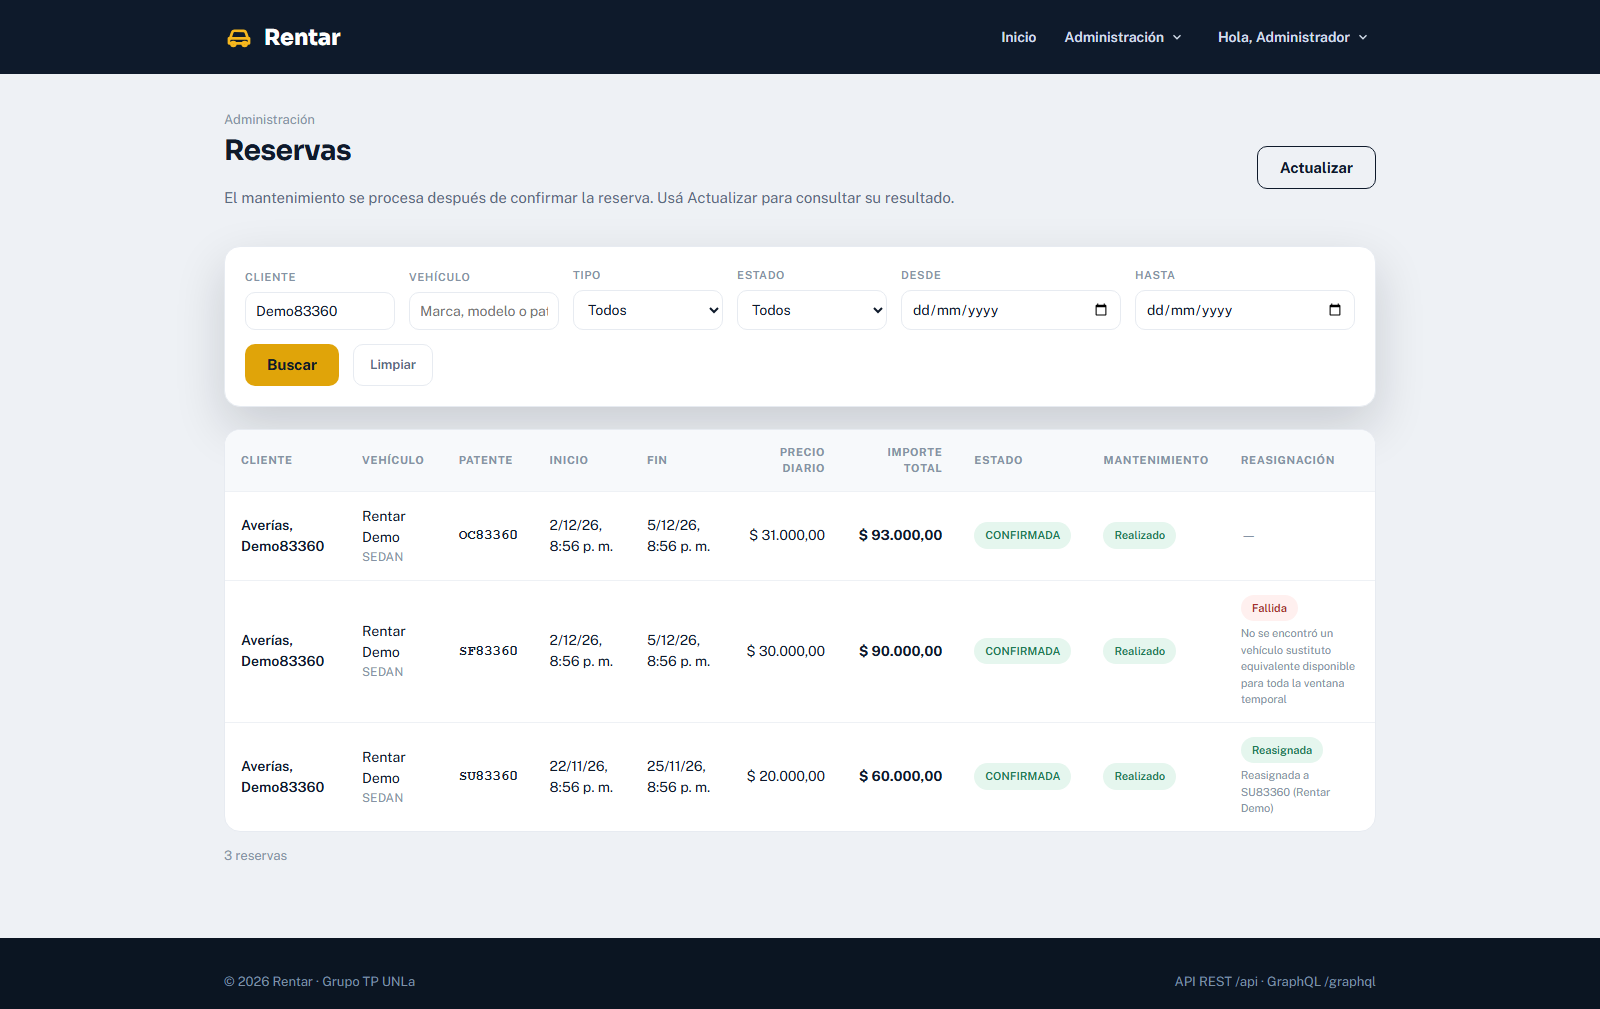 Rentar
Inicio
Administración
Hola, Administrador
Administración
Reservas
Actualizar
El mantenimiento se procesa después de confirmar la reserva. Usá Actualizar para consultar su resultado.
CLIENTE
VEHÍCULO
TIPO
ESTADO
DESDE
HASTA
Demo83360
Marca, modelo o pat
Todos
Todos
dd/mm/yyyy
dd/mm/yyyy
Buscar
Limpiar
CLIENTE
VEHÍCULO
PATENTE
INICIO
FIN
PRECIO
DIARIO
IMPORTE
TOTAL
ESTADO
MANTENIMIENTO
REASIGNACIÓN
Averías,
Demo83360
Rentar
Demo
SEDAN
OC83360
2/12/26,
8:56 p. m.
5/12/26,
8:56 p. m.
$ 31.000,00
$ 93.000,00
CONFIRMADA
Realizado
—
Averías,
Demo83360
Rentar
Demo
SEDAN
SF83360
2/12/26,
8:56 p. m.
5/12/26,
8:56 p. m.
$ 30.000,00
$ 90.000,00
CONFIRMADA
Realizado
Fallida
No se encontró un
vehículo sustituto
equivalente disponible
para toda la ventana
temporal
Averías,
Demo83360
Rentar
Demo
SEDAN
SU83360
22/11/26,
8:56 p. m.
25/11/26,
8:56 p. m.
$ 20.000,00
$ 60.000,00
CONFIRMADA
Realizado
Reasignada
Reasignada a
SU83360 (Rentar
Demo)
3 reservas
© 2026 Rentar · Grupo TP UNLa
API REST /api · GraphQL /graphql